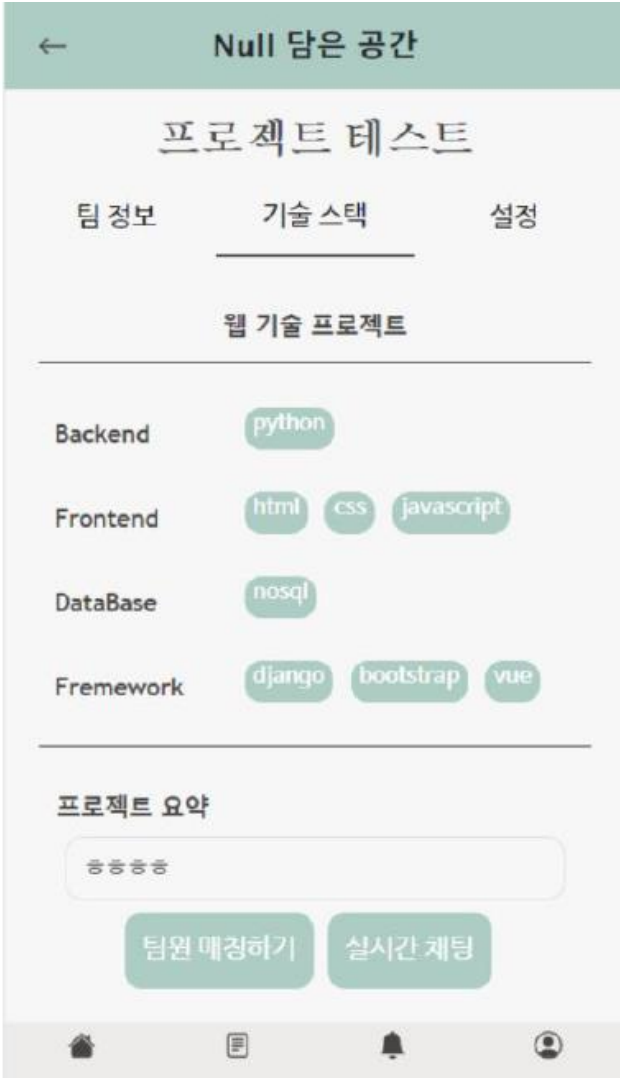 Null 담은 공간
프로젝트 테스트
팀 정보 기술 스택 설정
웹 기술 프로젝트
Backend python
Frontend html css javascript
DataBase nosql
Fremework django bootstrap vue
프로젝트 요약
ㅎㅎㅎㅎ
팀원 매칭하기 실시간 채팅